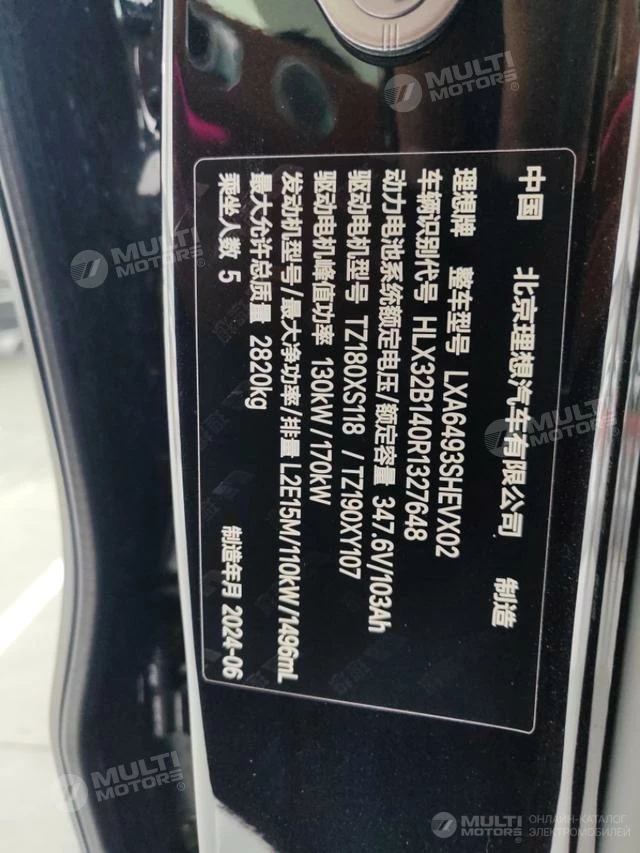 中国 北京理想汽车有限公司 制造
理想牌 整车型号 LXA6493SHEVX02
车辆识别代号 HLX32B140R1327648
动力电池系统额定电压/额定容量 347.6V/103Ah
驱动电机型号 TZ180XS118 / TZ190XY107
驱动电机峰值功率 130kW/170kW
发动机型号/最大净功率/排量 L2E15M/110kW/1496mL
最大允许总质量 2820kg
乘坐人数 5 制造年月 2024-06
MULTI MOTORS®
MULTI MOTORS®
MULTI MOTORS®
MULTI MOTORS®
MULTI MOTORS®
MULTI MOTORS®
ОНЛАЙН-КАТАЛОГ
ЭЛЕКТРОМОБИЛЕЙ